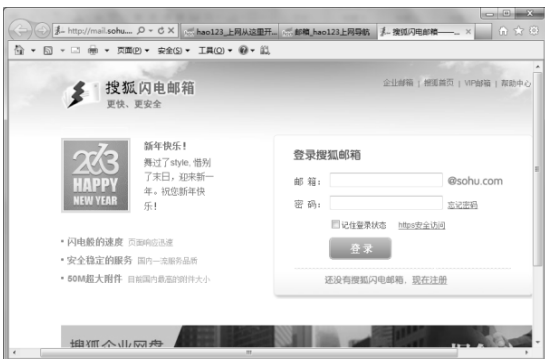 http://mail.sohu....
hao123_上网从这里开...
邮箱_hao123上网导航
搜狐闪电邮箱——...
页面(P) 安全(S) 工具(O)
搜狐闪电邮箱
更快、更安全
企业邮箱 | 搜狐首页 | VIP邮箱 | 帮助中心
2013
HAPPY
NEW YEAR
新年快乐！
舞过了style, 惜别
了末日，迎来新一
年。祝您新年快
乐！
• 闪电般的速度 页面响应迅速
• 安全稳定的服务 国内一流服务品质
• 50M超大附件 目前国内最高的附件大小
登录搜狐邮箱
邮 箱： @sohu.com
密 码： 忘记密码
记住登录状态 https安全访问
登 录
还没有搜狐闪电邮箱, 现在注册
搜狐企业网盘